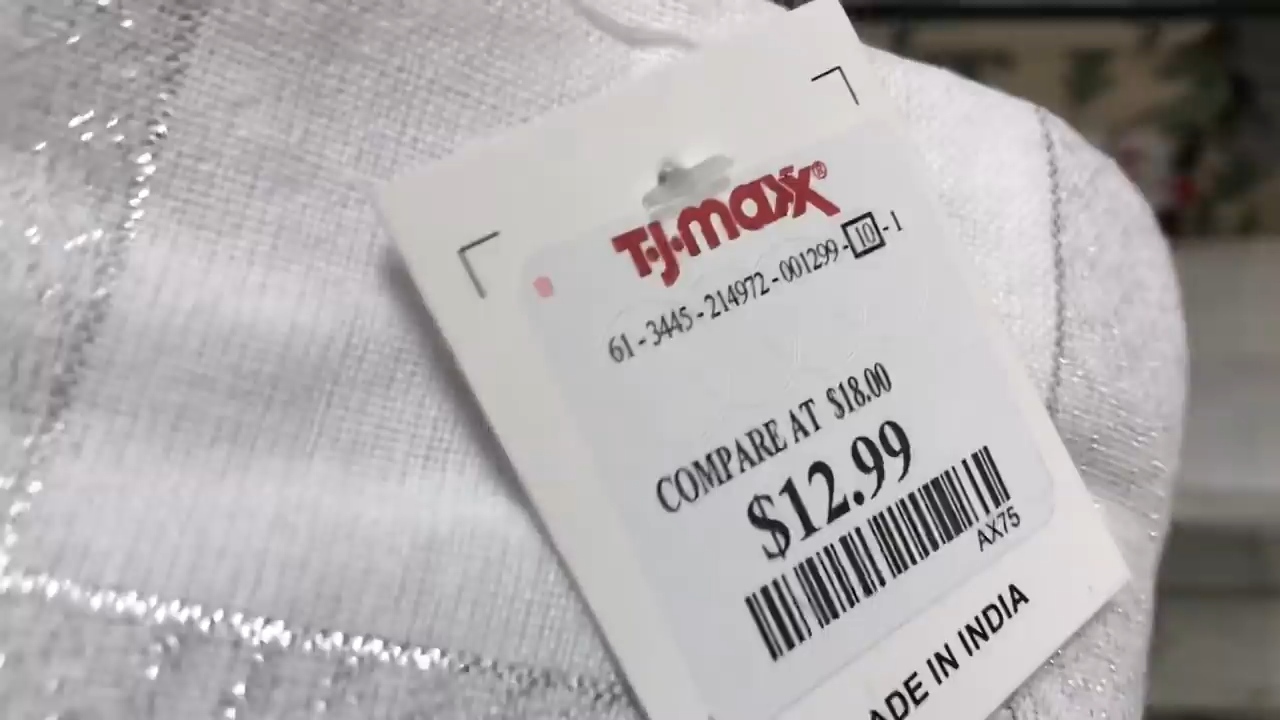 T·J·maxx®
61-3445-214972-001299-10-1
COMPARE AT $18.00
$12.99
AX75
ADE IN INDIA